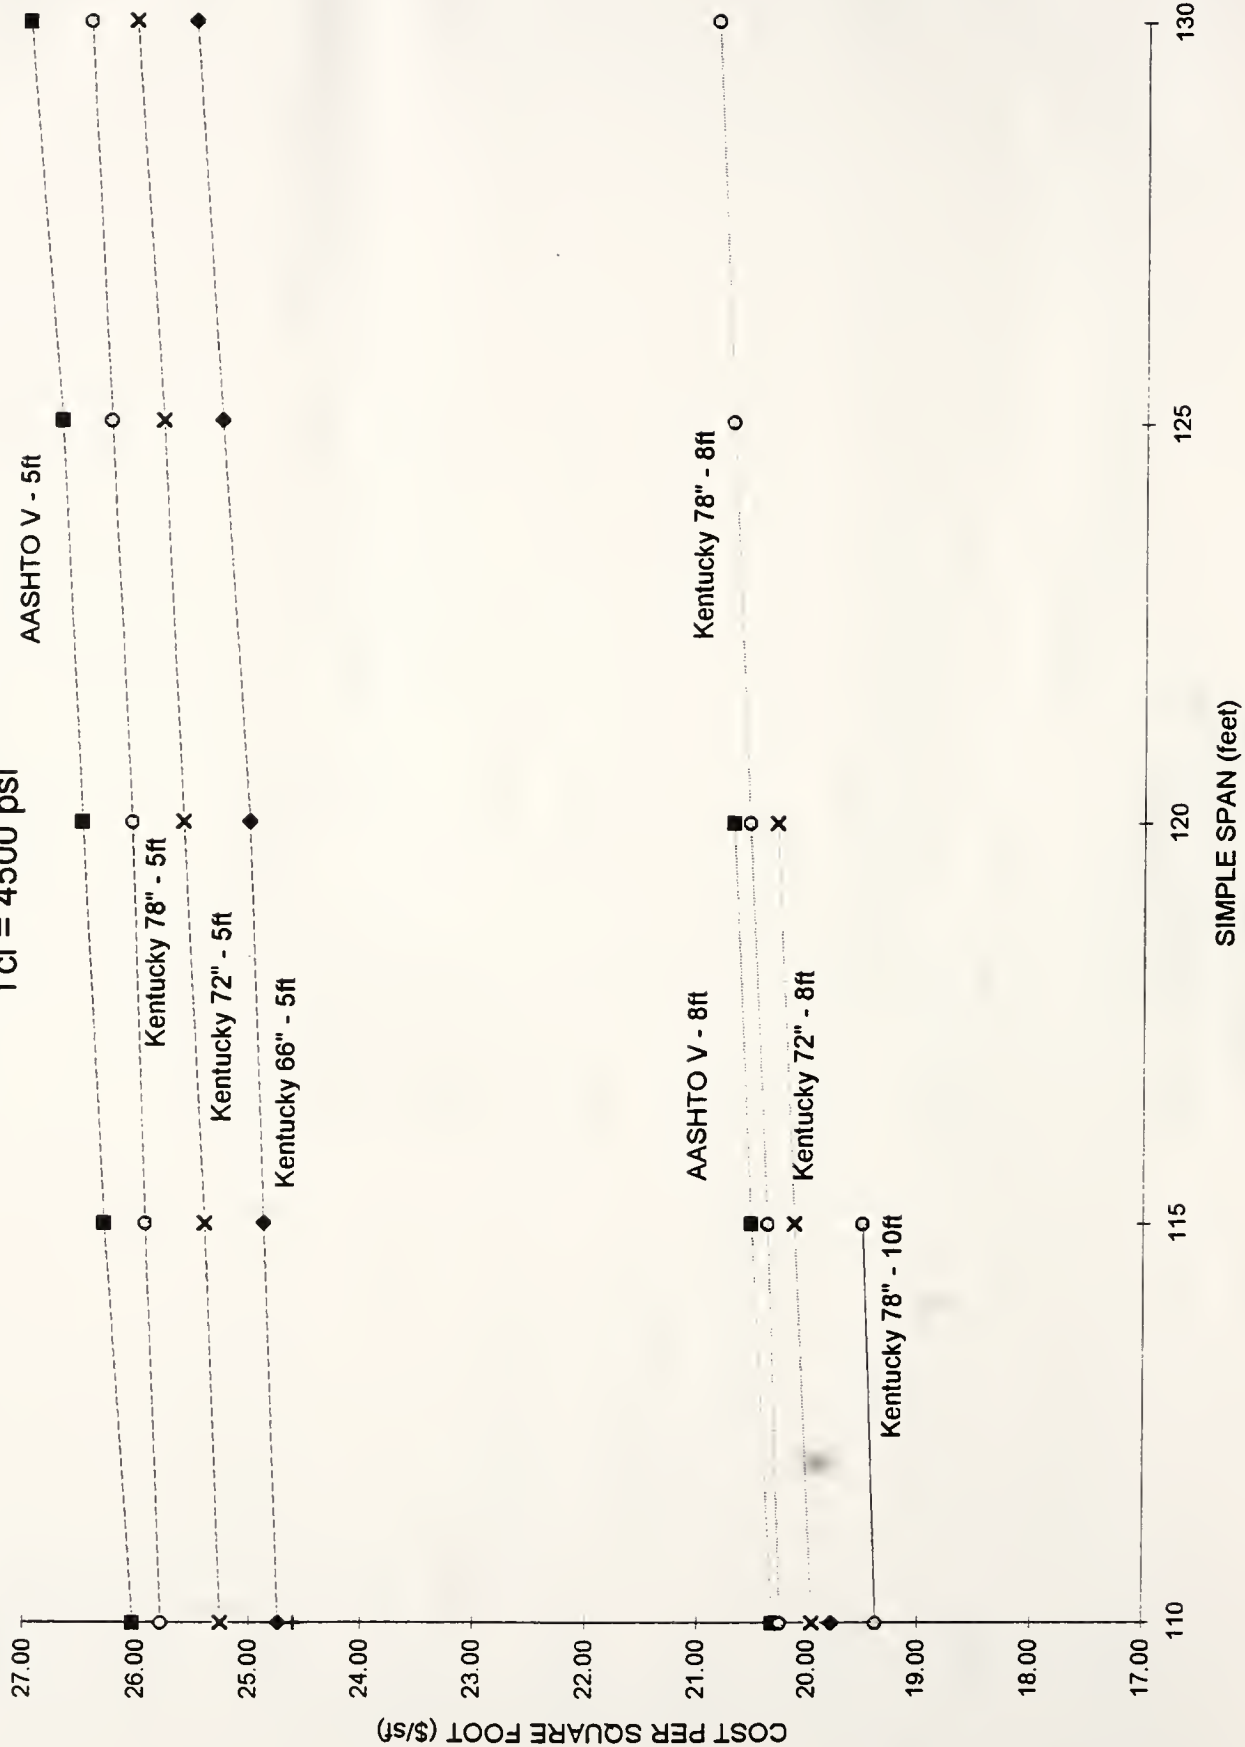 f'ci = 4500 psi
AASHTO V - 5ft
Kentucky 78" - 5ft
Kentucky 72" - 5ft
Kentucky 66" - 5ft
Kentucky 78" - 8ft
AASHTO V - 8ft
Kentucky 72" - 8ft
Kentucky 78" - 10ft
COST PER SQUARE FOOT ($/sf)
27.00
26.00
25.00
24.00
23.00
22.00
21.00
20.00
19.00
18.00
17.00
110
115
120
125
130
SIMPLE SPAN (feet)